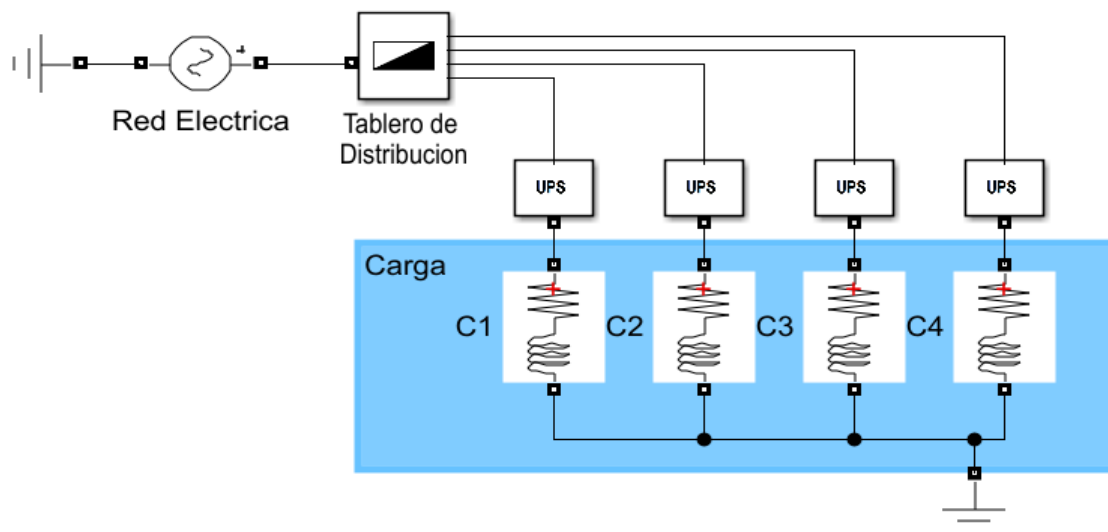 Red Electrica
Tablero de
Distribucion
UPS
UPS
UPS
UPS
Carga
C1
C2
C3
C4